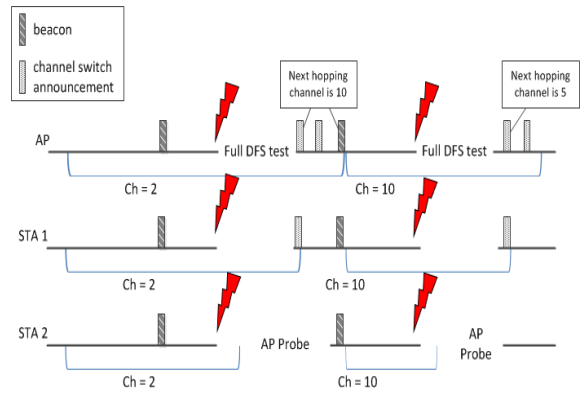 beacon
channel switch
announcement
Next hopping
channel is 10
Next hopping
channel is 5
AP
Full DFS test
Full DFS test
Ch = 2
Ch = 10
STA 1
Ch = 2
Ch = 10
STA 2
AP Probe
AP
Probe
Ch = 2
Ch = 10